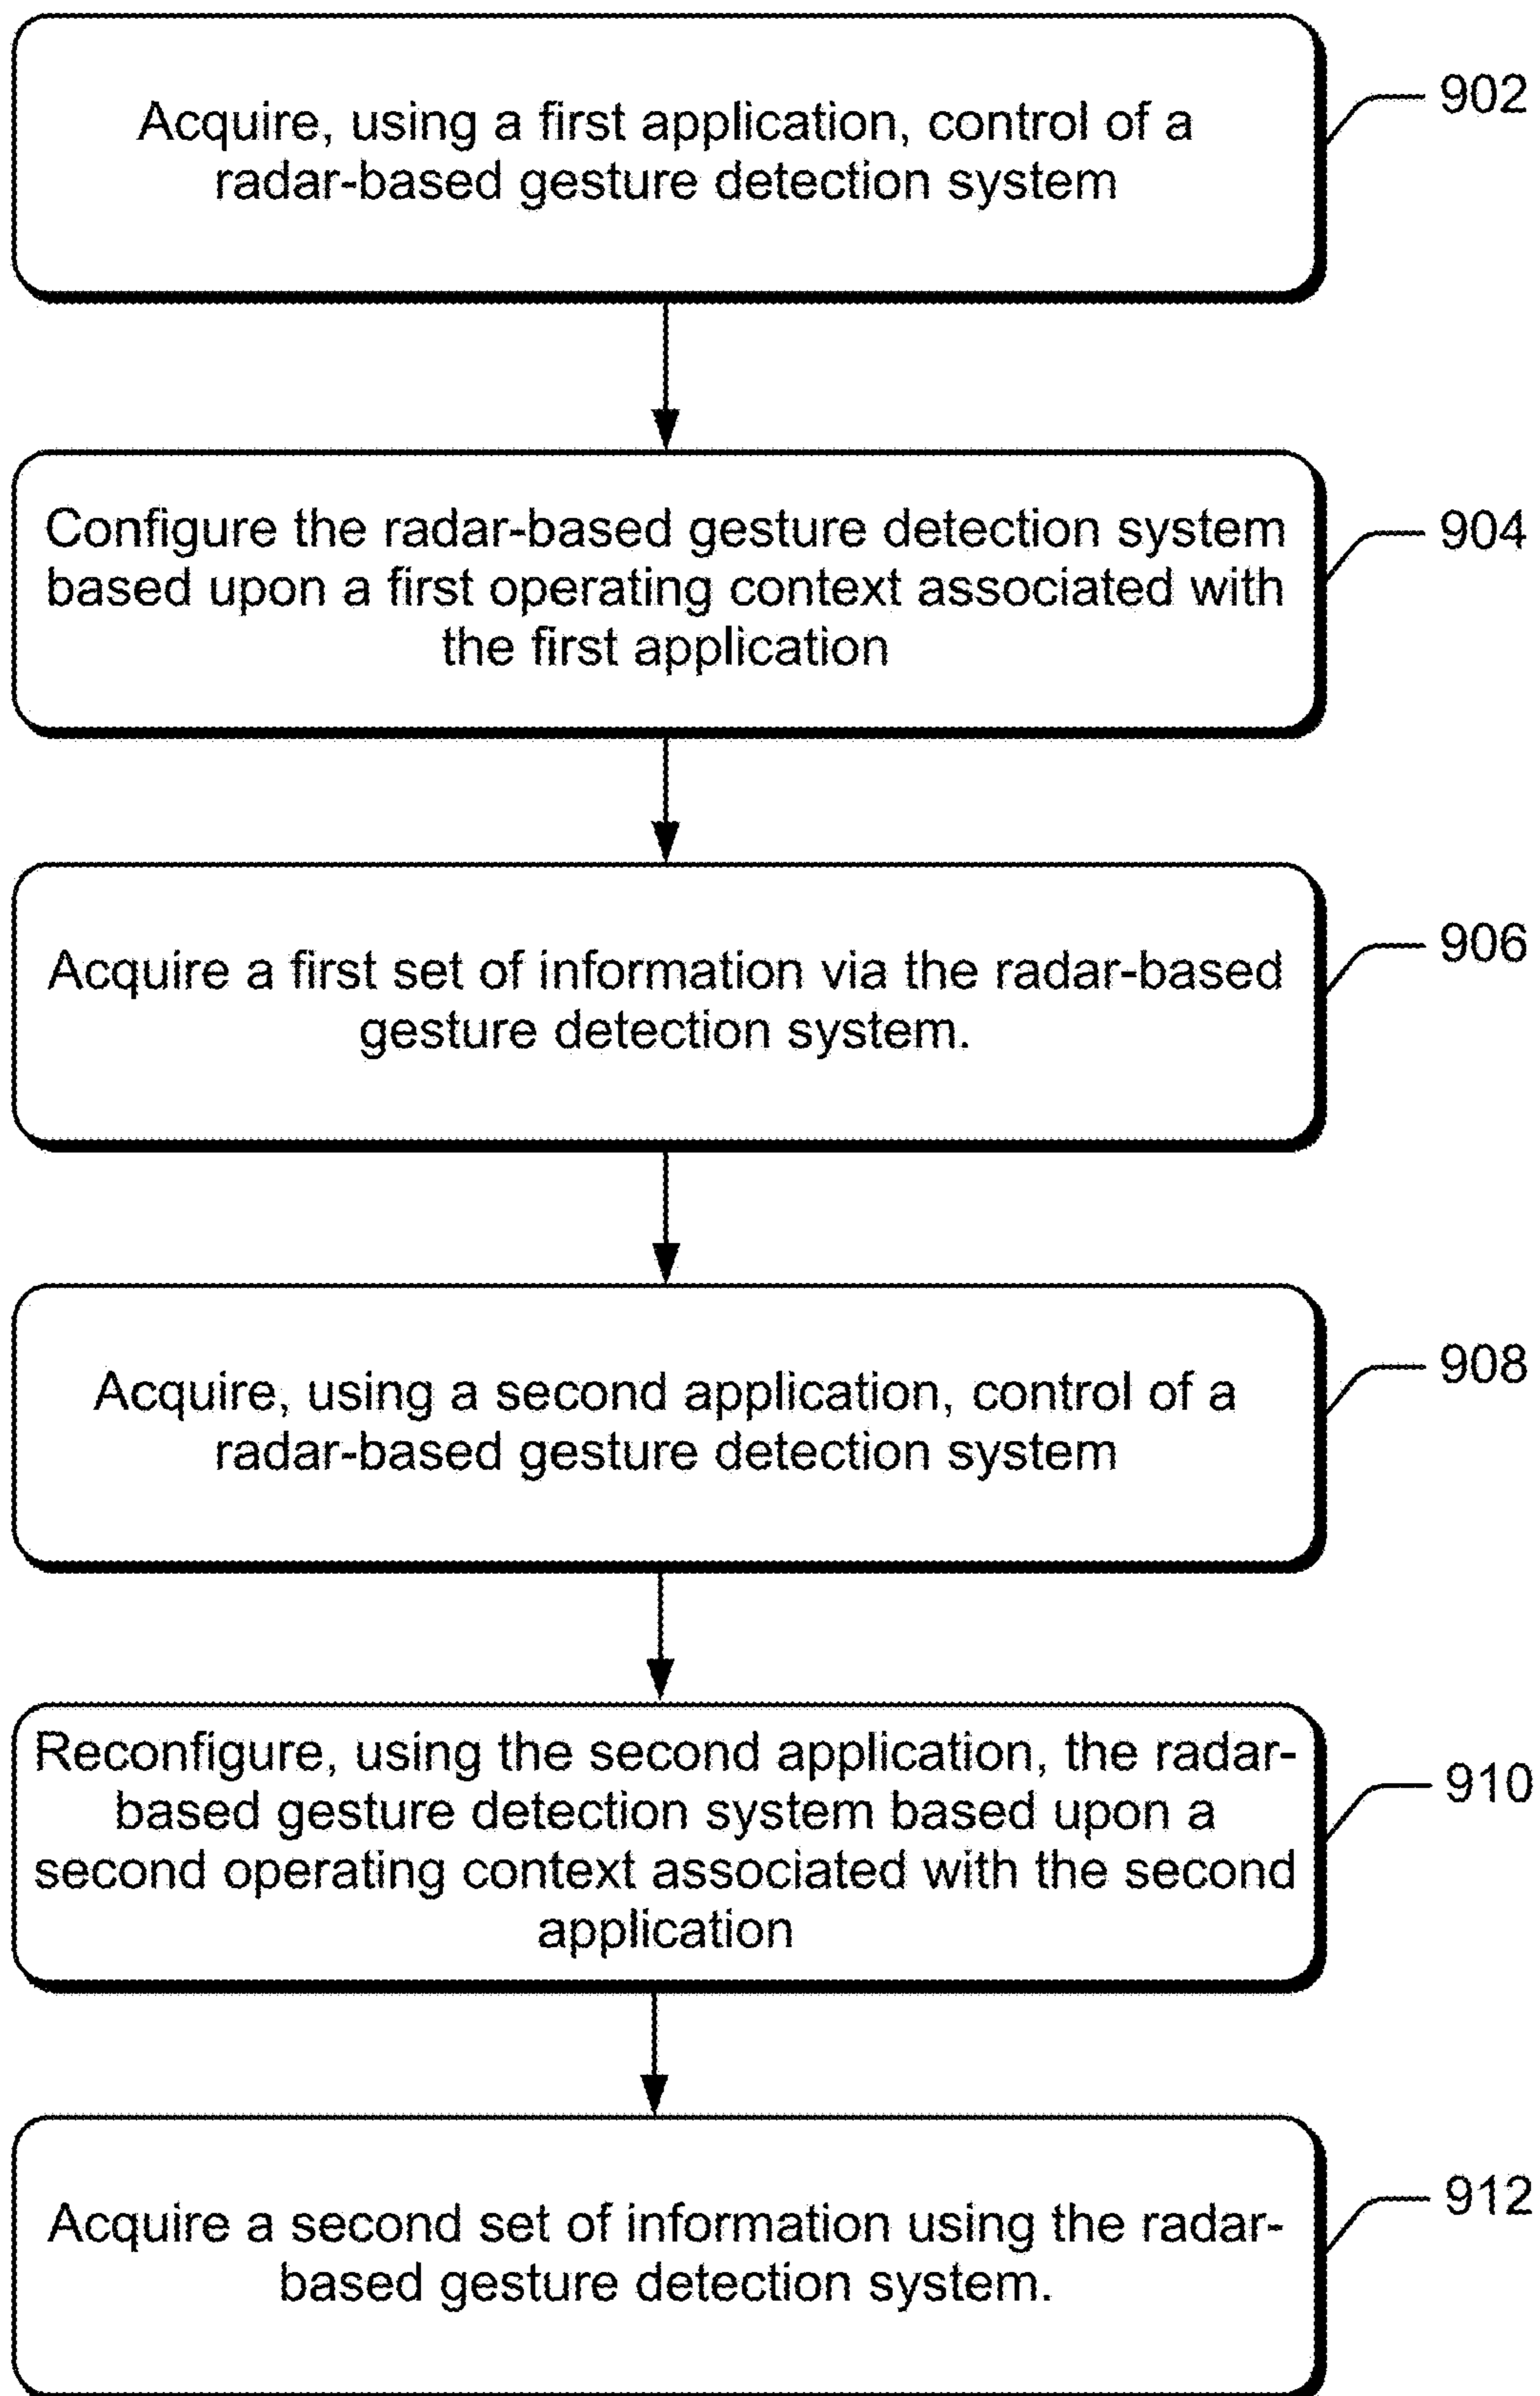 Acquire, using a first application, control of a
radar-based gesture detection system
902
Configure the radar-based gesture detection system
based upon a first operating context associated with
the first application
904
Acquire a first set of information via the radar-based
gesture detection system.
906
Acquire, using a second application, control of a
radar-based gesture detection system
908
Reconfigure, using the second application, the radar-
based gesture detection system based upon a
second operating context associated with the second
application
910
Acquire a second set of information using the radar-
based gesture detection system.
912